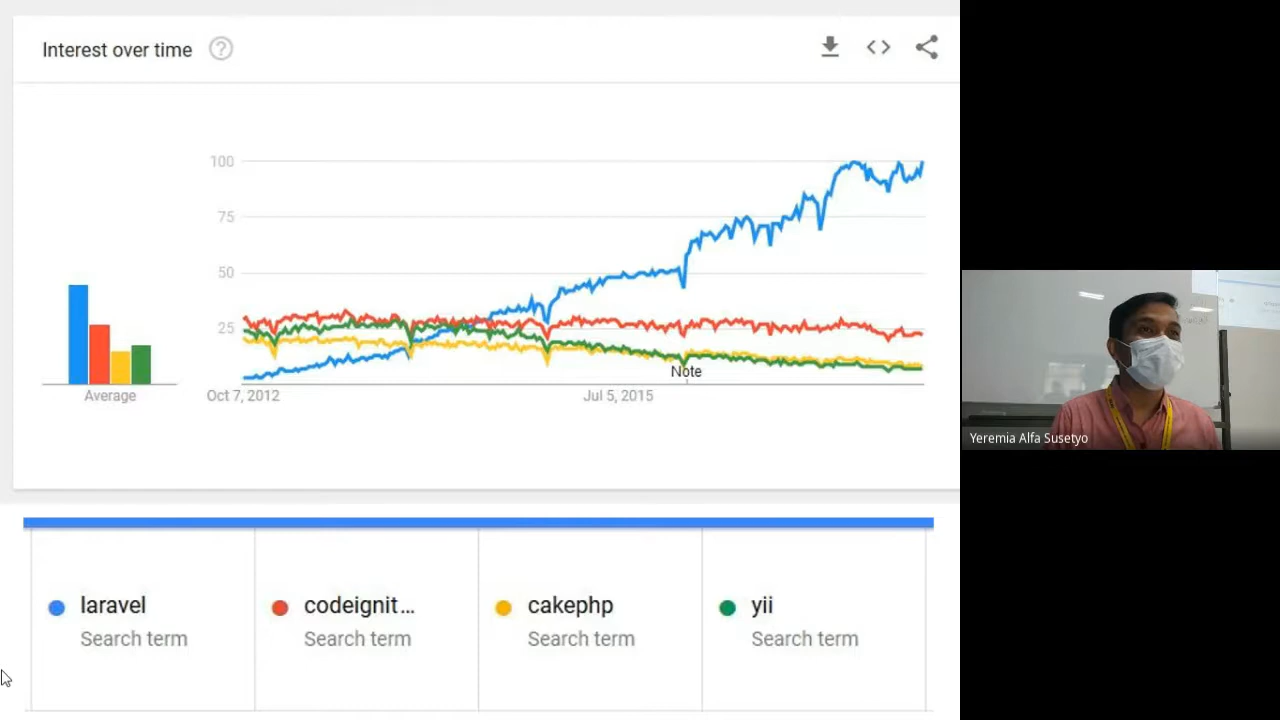 Interest over time ?
100
75
50
25
Note
Average
Oct 7, 2012
Jul 5, 2015
laravel
Search term
codeignit...
Search term
cakephp
Search term
yii
Search term
Yeremia Alfa Susetyo